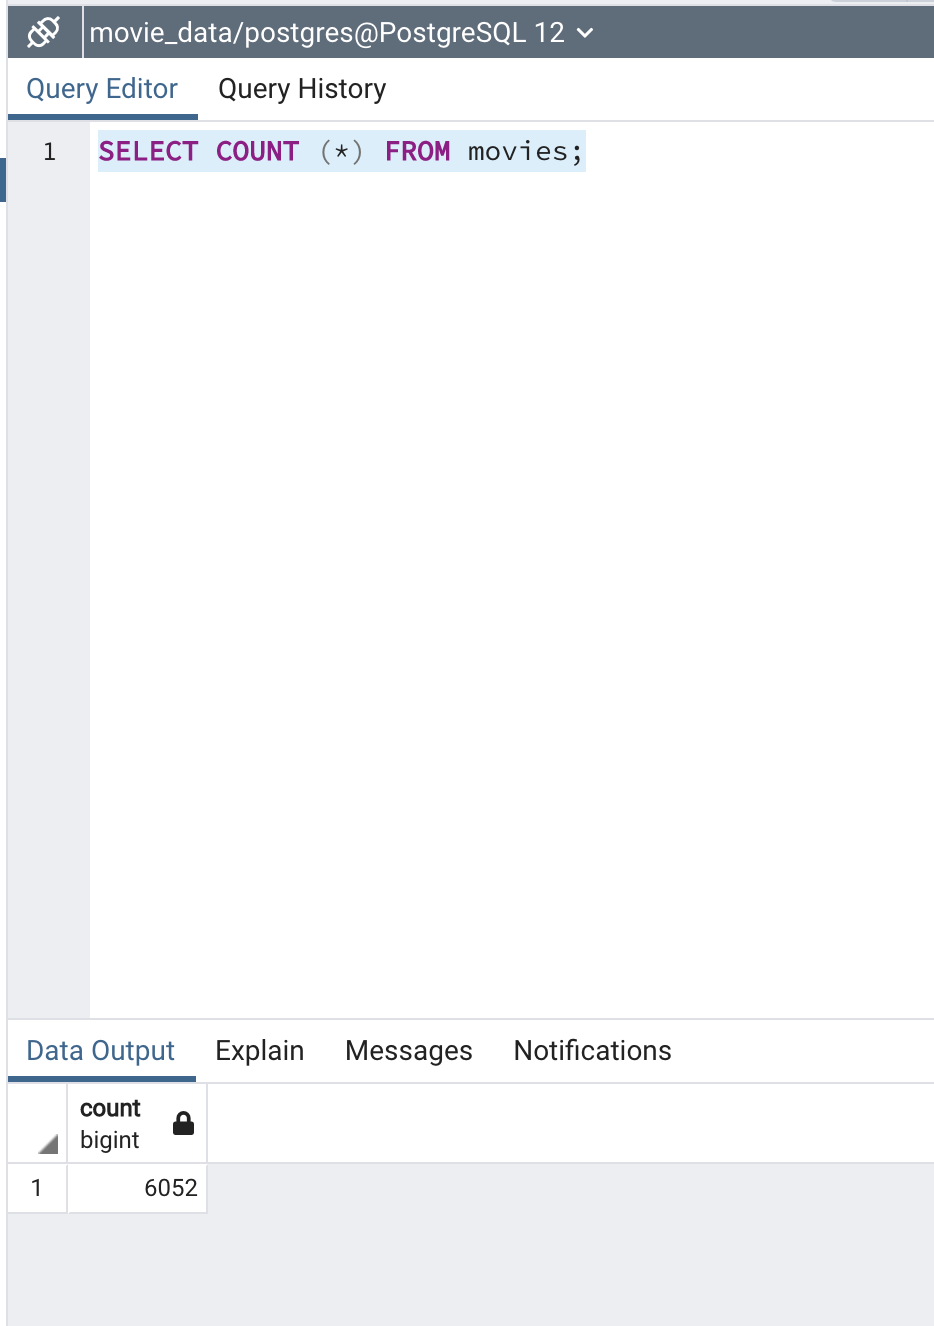 movie_data/postgres@PostgreSQL 12
Query Editor Query History
1 SELECT COUNT (*) FROM movies;
Data Output Explain Messages Notifications
count
bigint
1 6052